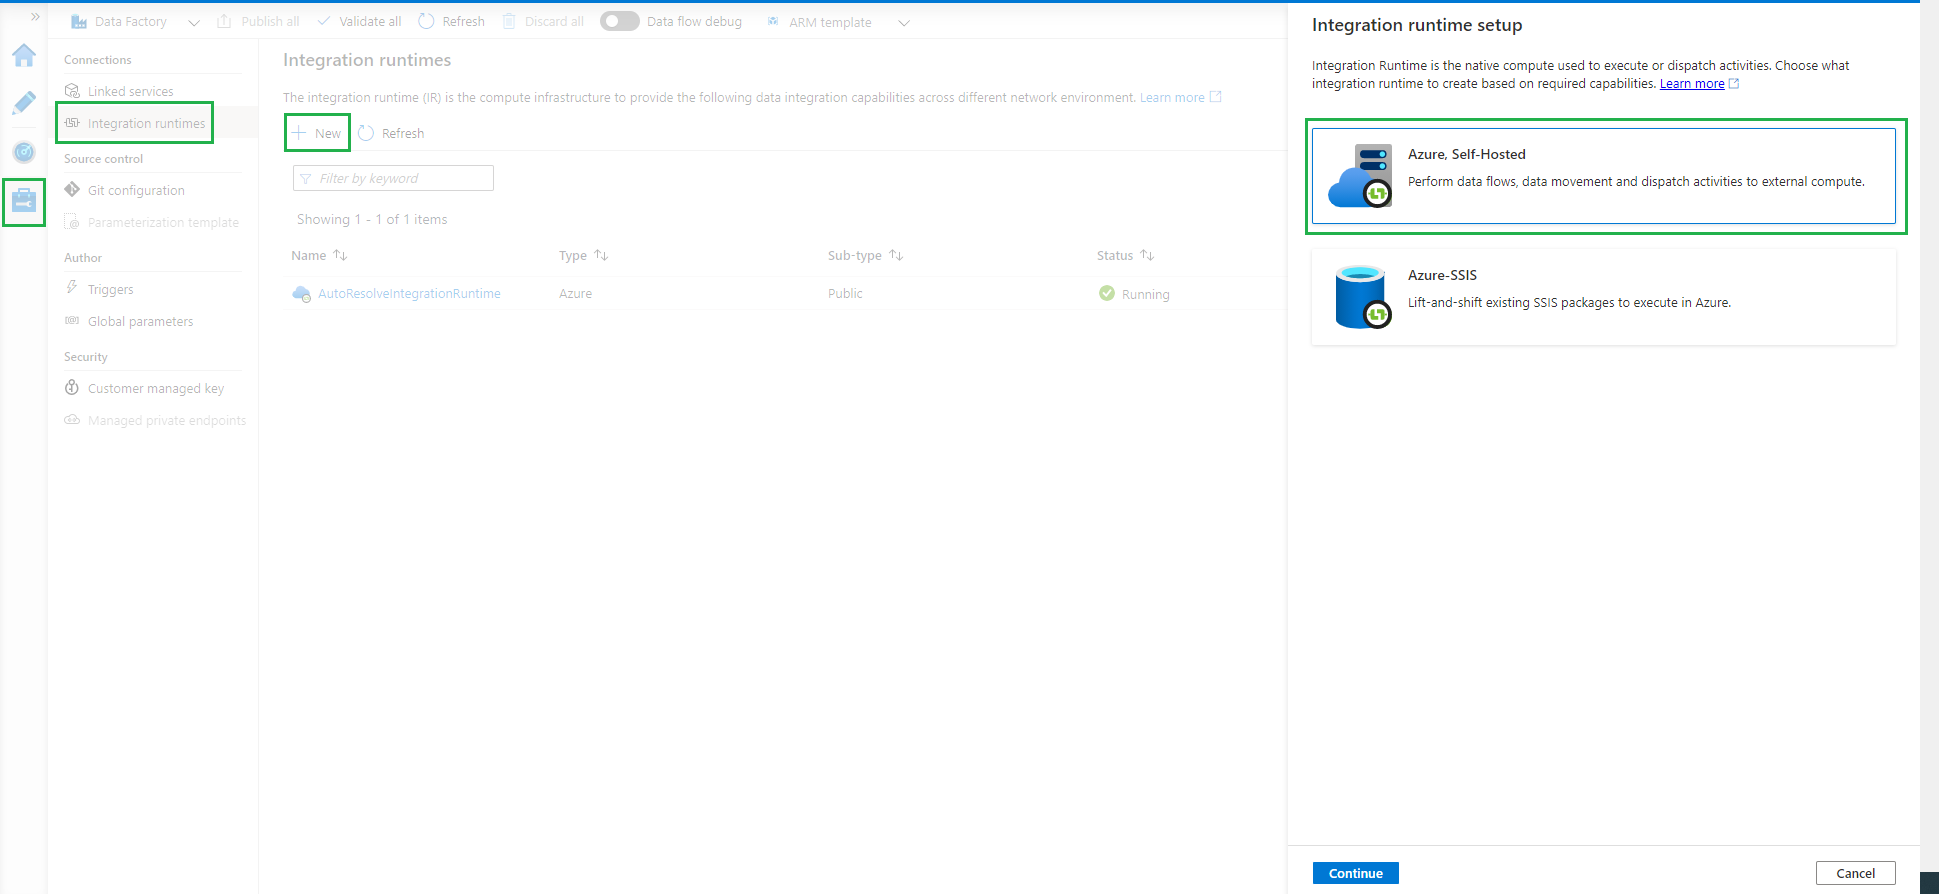 Data Factory
Publish all
Validate all
Refresh
Discard all
Data flow debug
ARM template
Connections
Linked services
Integration runtimes
Source control
Git configuration
Parameterization template
Author
Triggers
Global parameters
Security
Customer managed key
Managed private endpoints
Integration runtimes
The integration runtime (IR) is the compute infrastructure to provide the following data integration capabilities across different network environment. Learn more
New
Refresh
Filter by keyword
Showing 1 - 1 of 1 items
Name
Type
Sub-type
Status
AutoResolveIntegrationRuntime
Azure
Public
Running
Integration runtime setup
Integration Runtime is the native compute used to execute or dispatch activities. Choose what
integration runtime to create based on required capabilities. Learn more
Azure, Self-Hosted
Perform data flows, data movement and dispatch activities to external compute.
Azure-SSIS
Lift-and-shift existing SSIS packages to execute in Azure.
Continue
Cancel